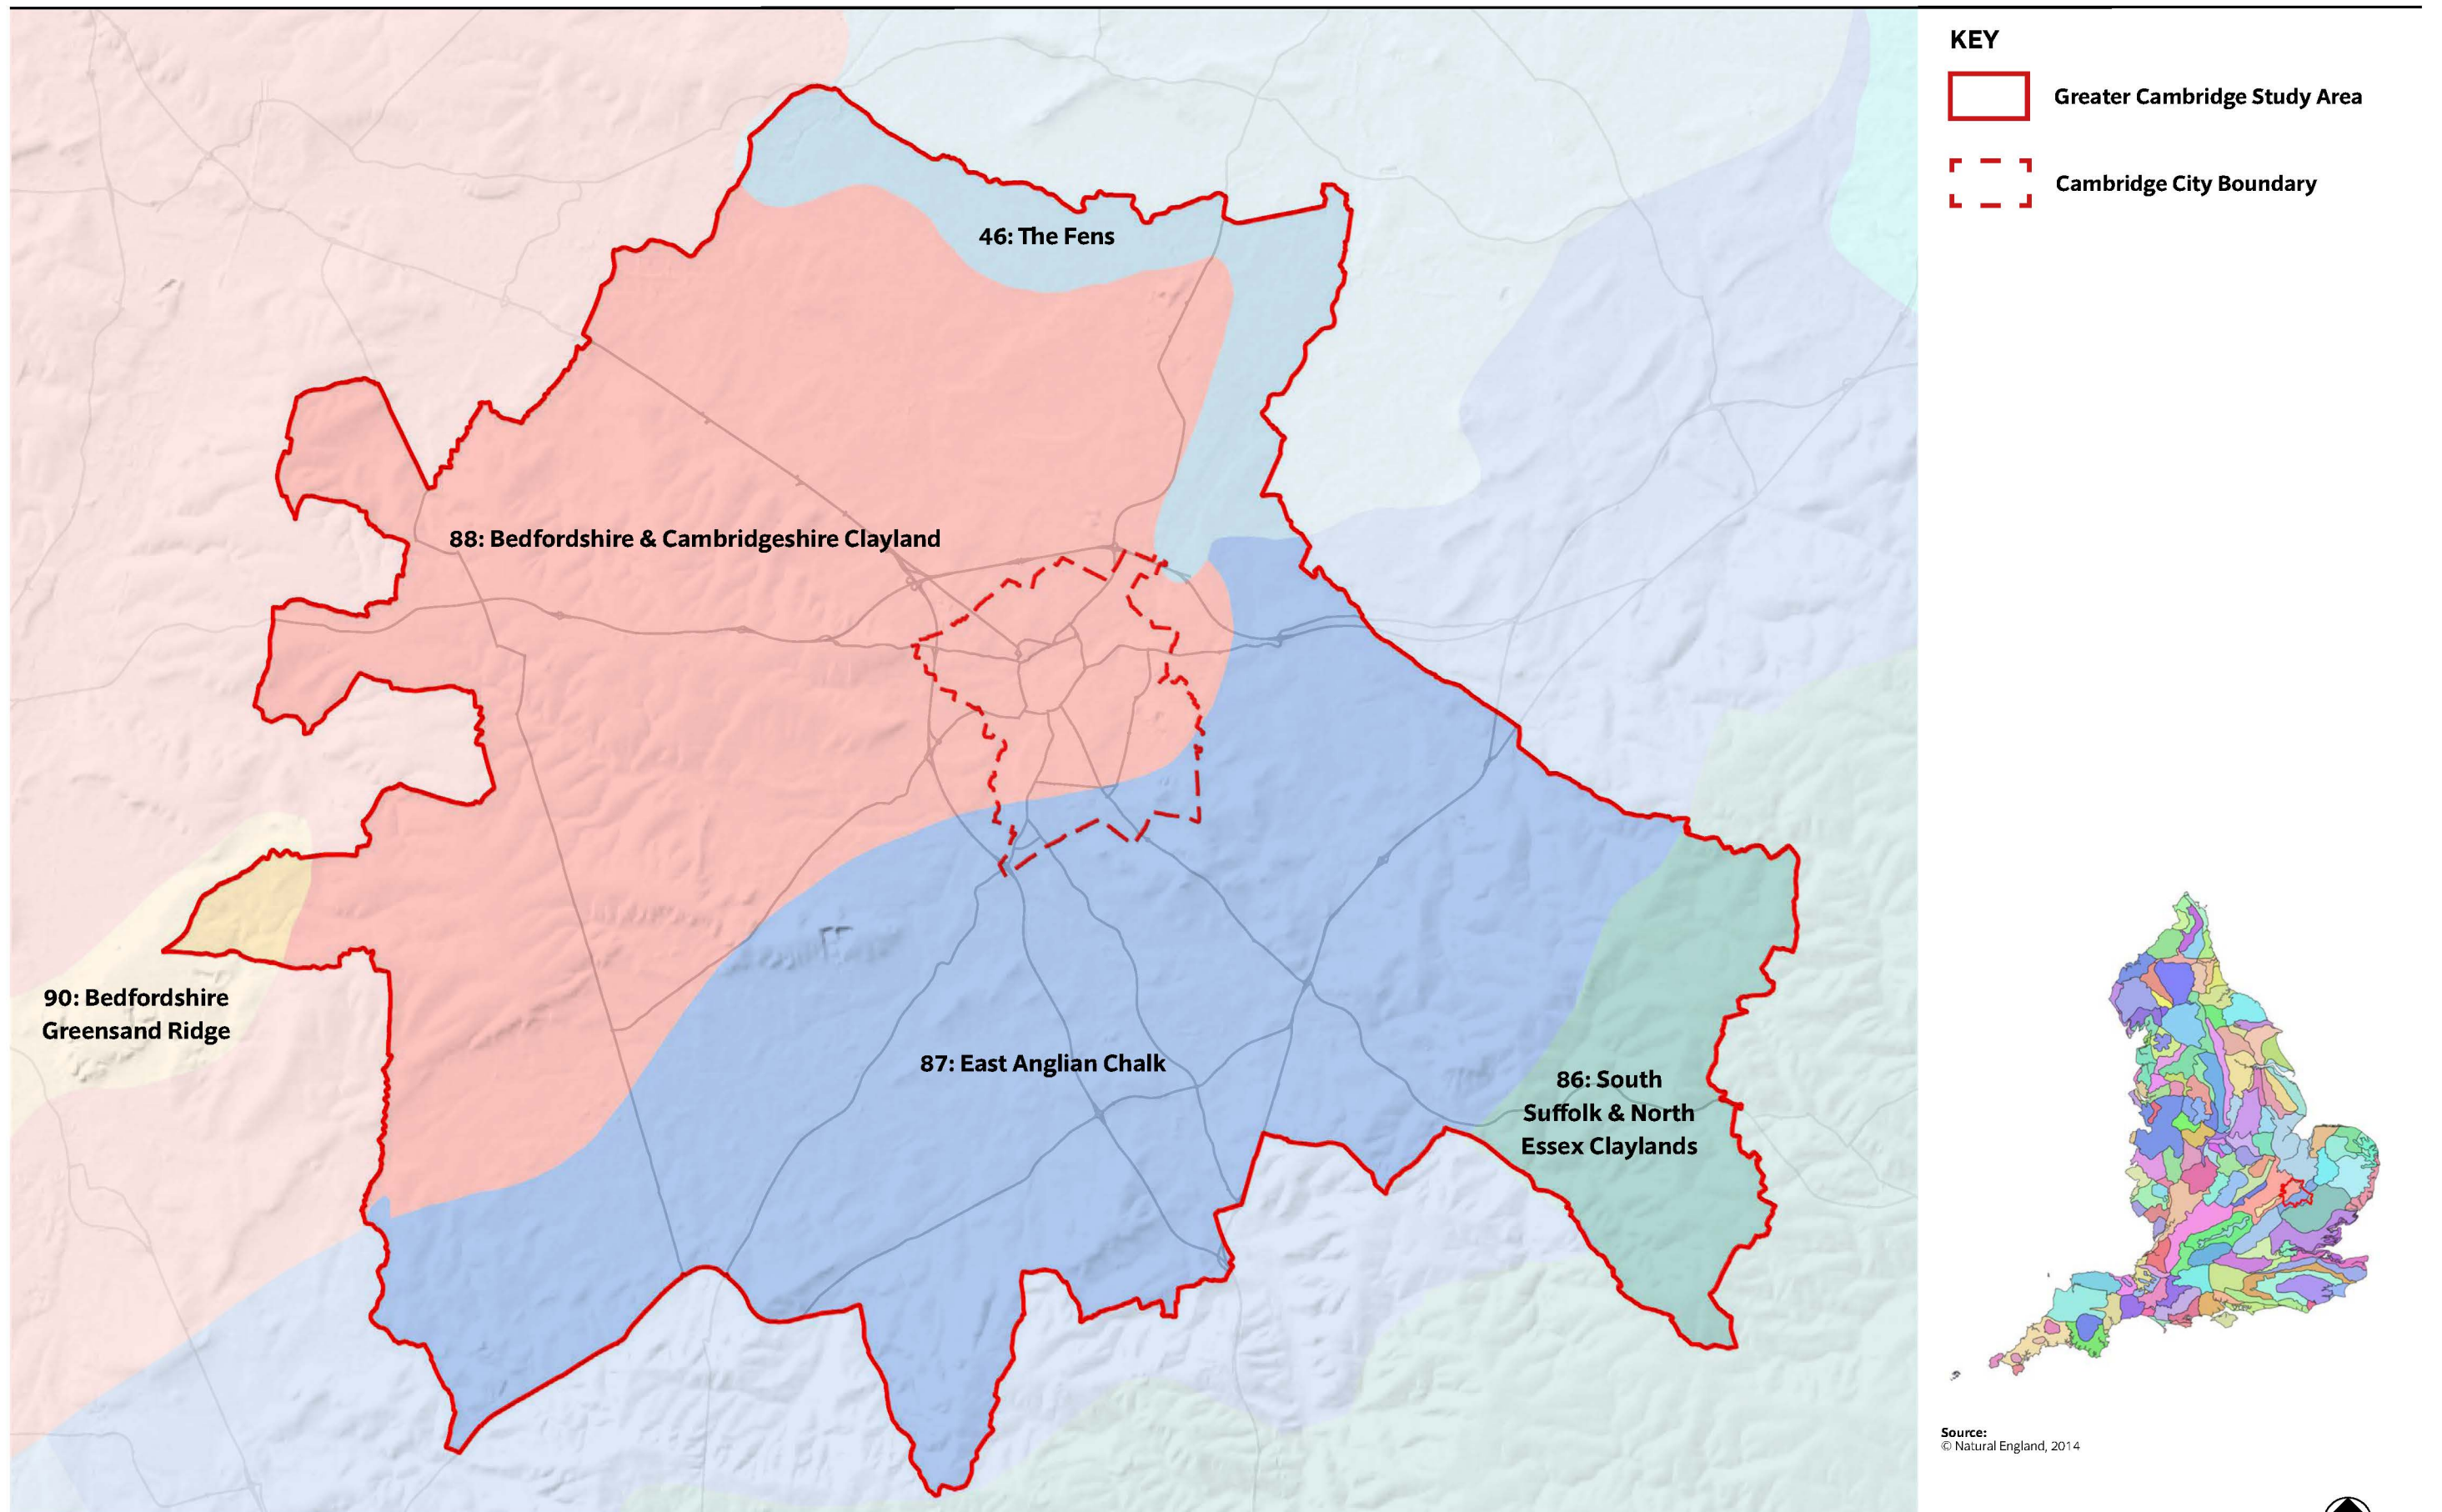 KEY
Greater Cambridge Study Area
Cambridge City Boundary
46: The Fens
88: Bedfordshire & Cambridgeshire Clayland
90: Bedfordshire
Greensand Ridge
87: East Anglian Chalk
86: South
Suffolk & North
Essex Claylands
Source:
© Natural England, 2014